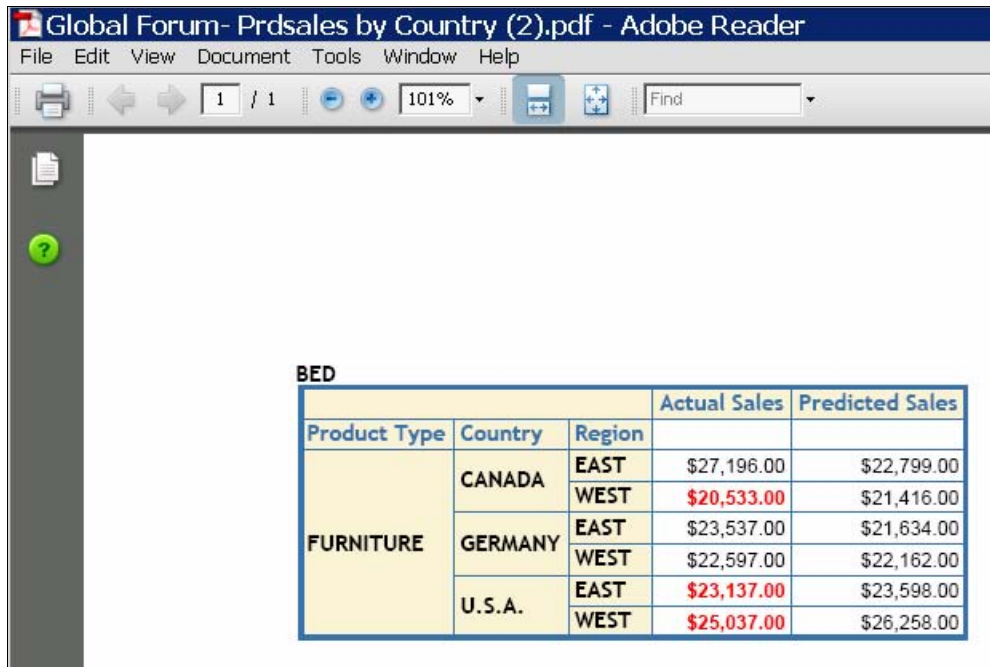 Global Forum- Prdsales by Country (2).pdf - Adobe Reader
File Edit View Document Tools Window Help
1 / 1 101% Find
?
BED
Actual Sales Predicted Sales
Product Type Country Region
FURNITURE CANADA EAST $27,196.00 $22,799.00
WEST $20,533.00 $21,416.00
GERMANY EAST $23,537.00 $21,634.00
WEST $22,597.00 $22,162.00
U.S.A. EAST $23,137.00 $23,598.00
WEST $25,037.00 $26,258.00